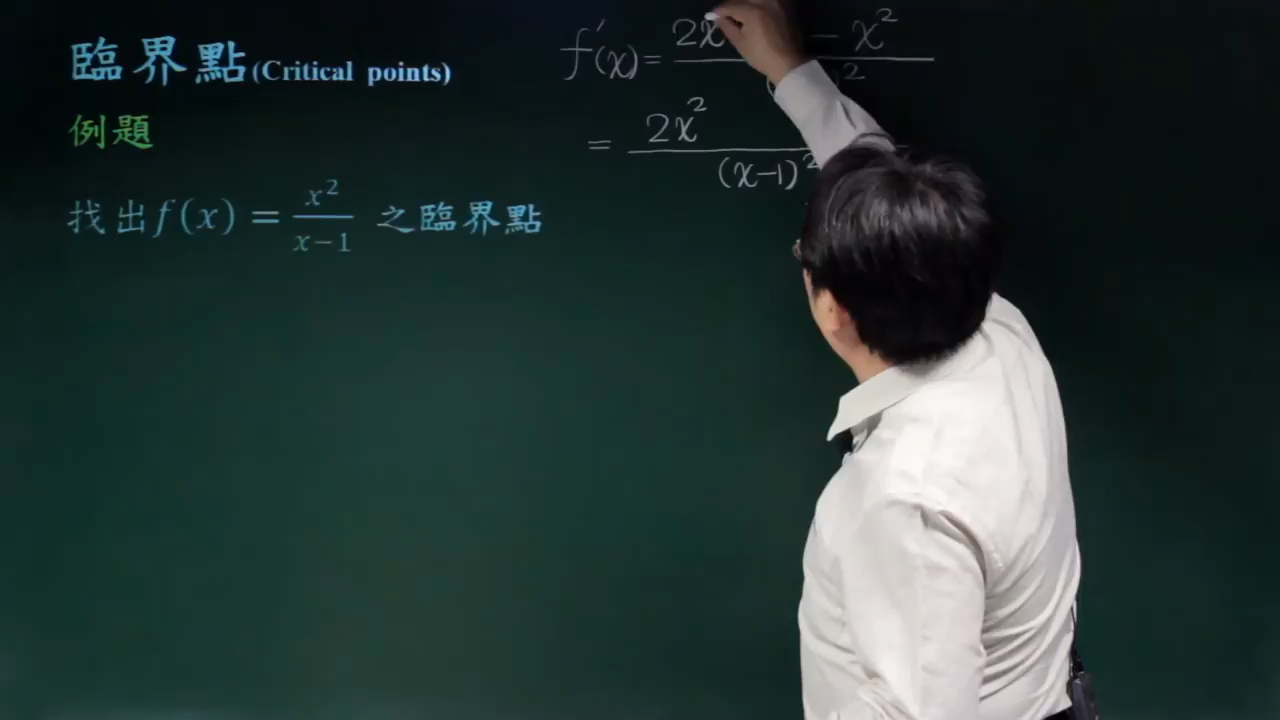 臨界點(Critical points)
例題
找出f(x) = x²/x−1 之臨界點
f′(x) = 2x − x² / ²
= 2x² / (x−1)²